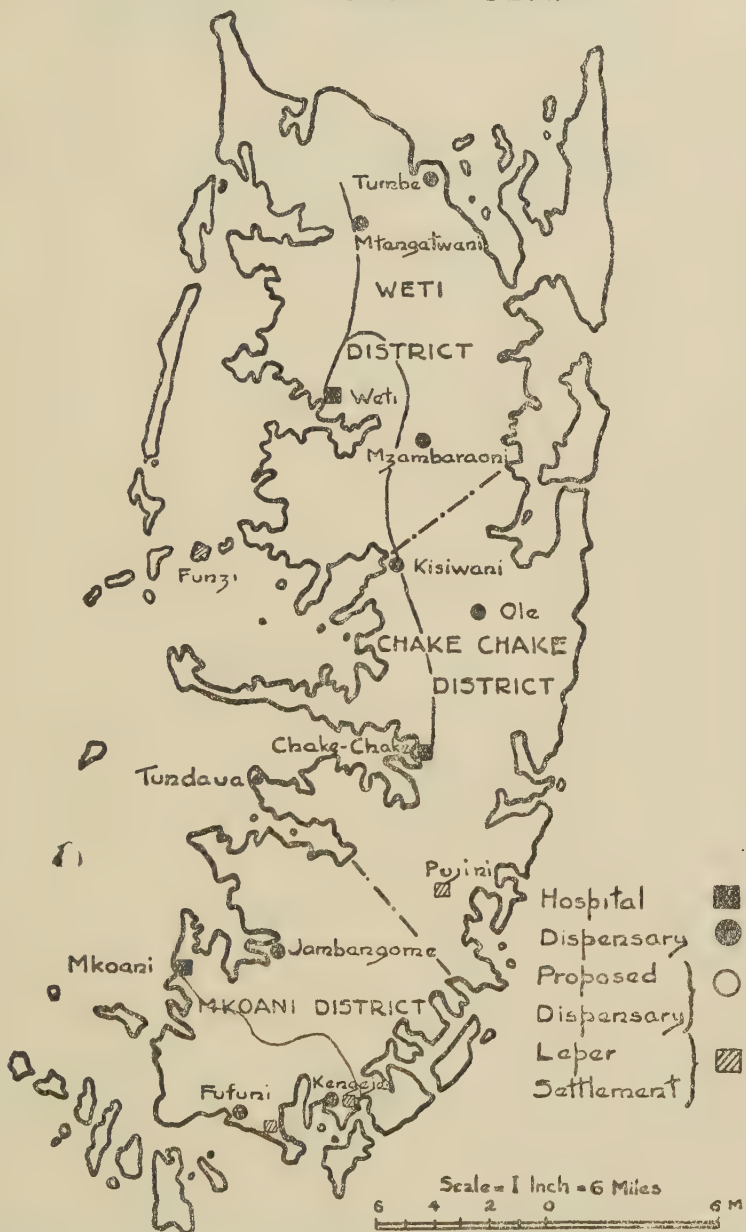 Tumbe
Mtangatwani
WETI
DISTRICT
Weti
Mzambaraoni
Funzi
Kisiwani
Ole
CHAKE CHAKE
DISTRICT
Chake-Chake
Tundaua
Pujini
Jambangome
Mkoani
MKOANI DISTRICT
Kengeja
Fufuni
Hospital
Dispensary
Proposed
Dispensary
Leper
Settlement
Scale = 1 Inch = 6 Miles
6 4 2 0 6 M